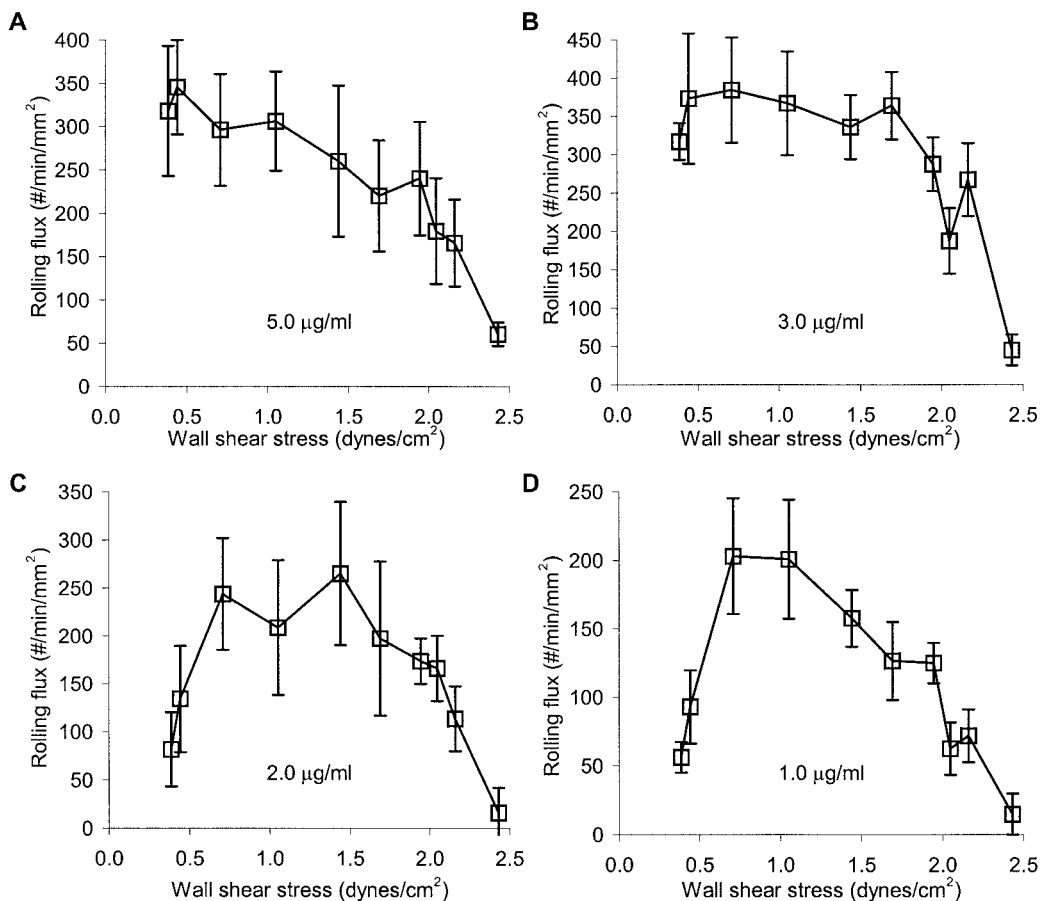 A
Rolling flux (#/min/mm²)
400
350
300
250
200
150
100
50
0
5.0 µg/ml
0.0 0.5 1.0 1.5 2.0 2.5
Wall shear stress (dynes/cm²)
B
Rolling flux (#/min/mm²)
450
400
350
300
250
200
150
100
50
0
3.0 µg/ml
0.0 0.5 1.0 1.5 2.0 2.5
Wall shear stress (dynes/cm²)
C
Rolling flux (#/min/mm²)
350
300
250
200
150
100
50
0
2.0 µg/ml
0.0 0.5 1.0 1.5 2.0 2.5
Wall shear stress (dynes/cm²)
D
Rolling flux (#/min/mm²)
250
200
150
100
50
0
1.0 µg/ml
0.0 0.5 1.0 1.5 2.0 2.5
Wall shear stress (dynes/cm²)